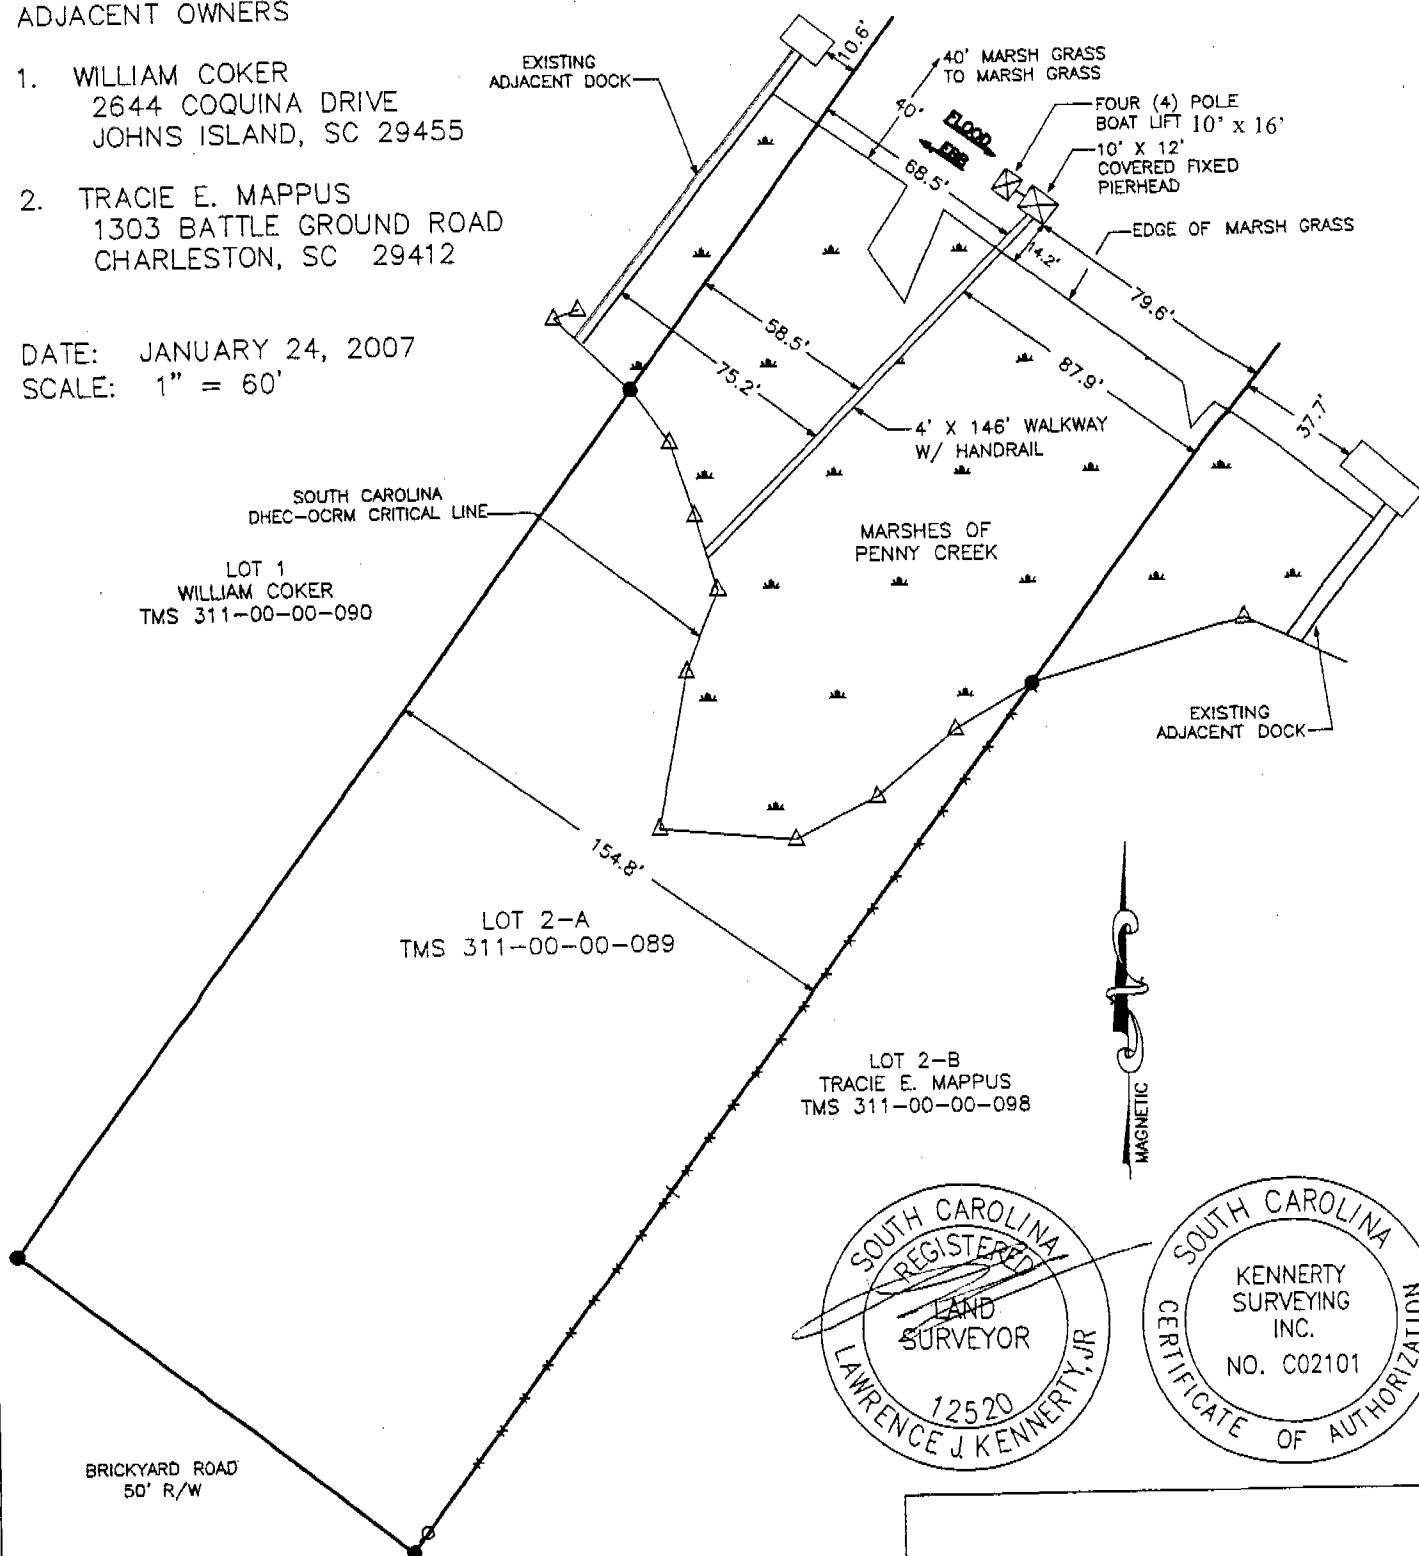 ADJACENT OWNERS
1. WILLIAM COKER
2644 COQUINA DRIVE
JOHNS ISLAND, SC 29455
2. TRACIE E. MAPPUS
1303 BATTLE GROUND ROAD
CHARLESTON, SC 29412
DATE: JANUARY 24, 2007
SCALE: 1" = 60'
EXISTING
ADJACENT DOCK
10.6'
40' MARSH GRASS
TO MARSH GRASS
40'
FLOOD
EBB
FOUR (4) POLE
BOAT LIFT 10' x 16'
10' X 12'
COVERED FIXED
PIERHEAD
68.5'
EDGE OF MARSH GRASS
14.2'
79.6'
58.5'
75.2'
87.9'
37.7'
4' X 146' WALKWAY
W/ HANDRAIL
SOUTH CAROLINA
DHEC-OCRM CRITICAL LINE
MARSHES OF
PENNY CREEK
LOT 1
WILLIAM COKER
TMS 311-00-00-090
EXISTING
ADJACENT DOCK
154.8'
LOT 2-A
TMS 311-00-00-089
LOT 2-B
TRACIE E. MAPPUS
TMS 311-00-00-098
MAGNETIC
SOUTH CAROLINA
REGISTERED
LAND
SURVEYOR
12520
LAWRENCE J. KENNERTY, JR
SOUTH CAROLINA
KENNERTY
SURVEYING
INC.
NO. C02101
CERTIFICATE OF AUTHORIZATION
BRICKYARD ROAD
50' R/W